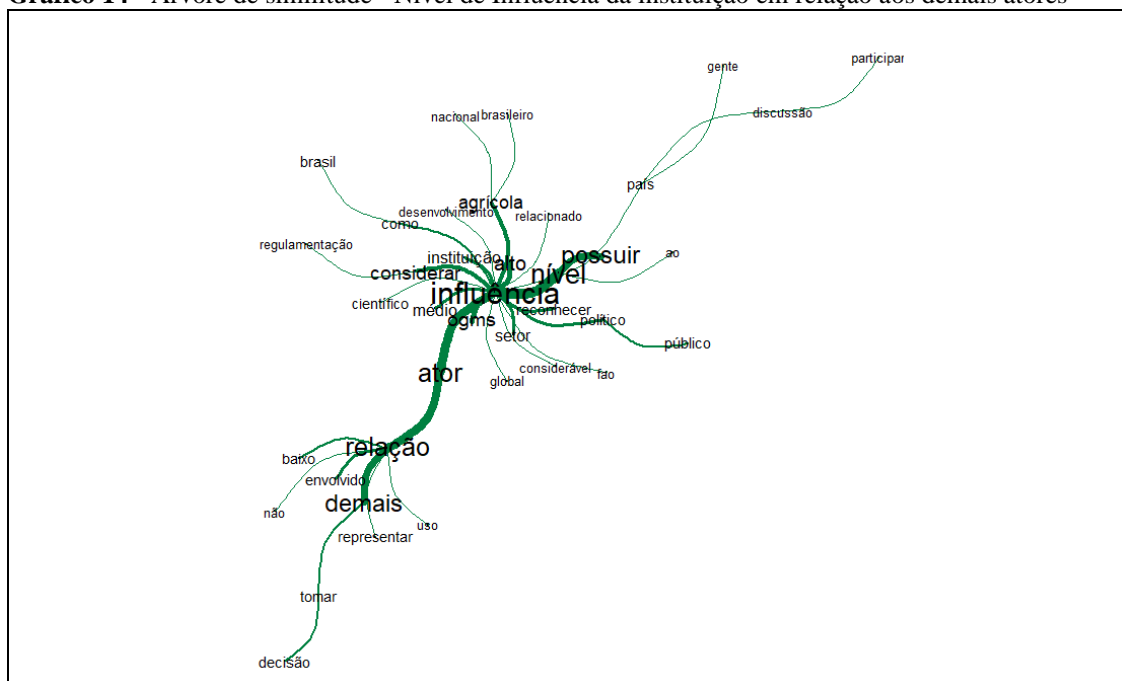 Gráfico 14 - Árvore de similitude - Nível de influência da instituição em relação aos demais atores
participar
gente
discussão
nacional brasileiro
brasil
país
agrícola
desenvolvimento
relacionado
como
regulamentação
instituição
alto
possuir
ao
considerar
nível
influência
científico
médio
reconhecer
ogms
político
setor
público
considerável
fao
global
ator
relação
baixo
envolvido
demais
não
uso
representar
tomar
decisão